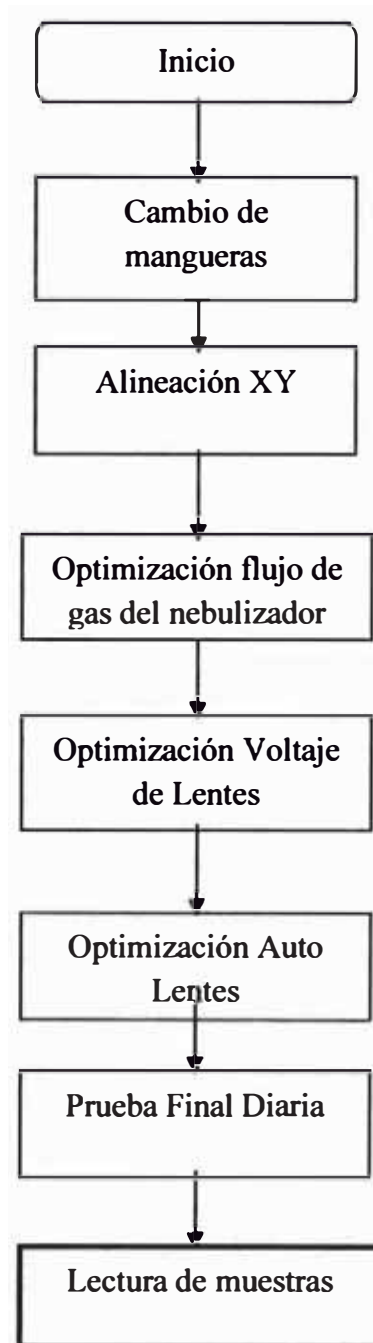 Inicio
Cambio de
mangueras
Alineación XY
Optimización flujo de
gas del nebulizador
Optimización Voltaje
de Lentes
Optimización Auto
Lentes
Prueba Final Diaria
Lectura de muestras